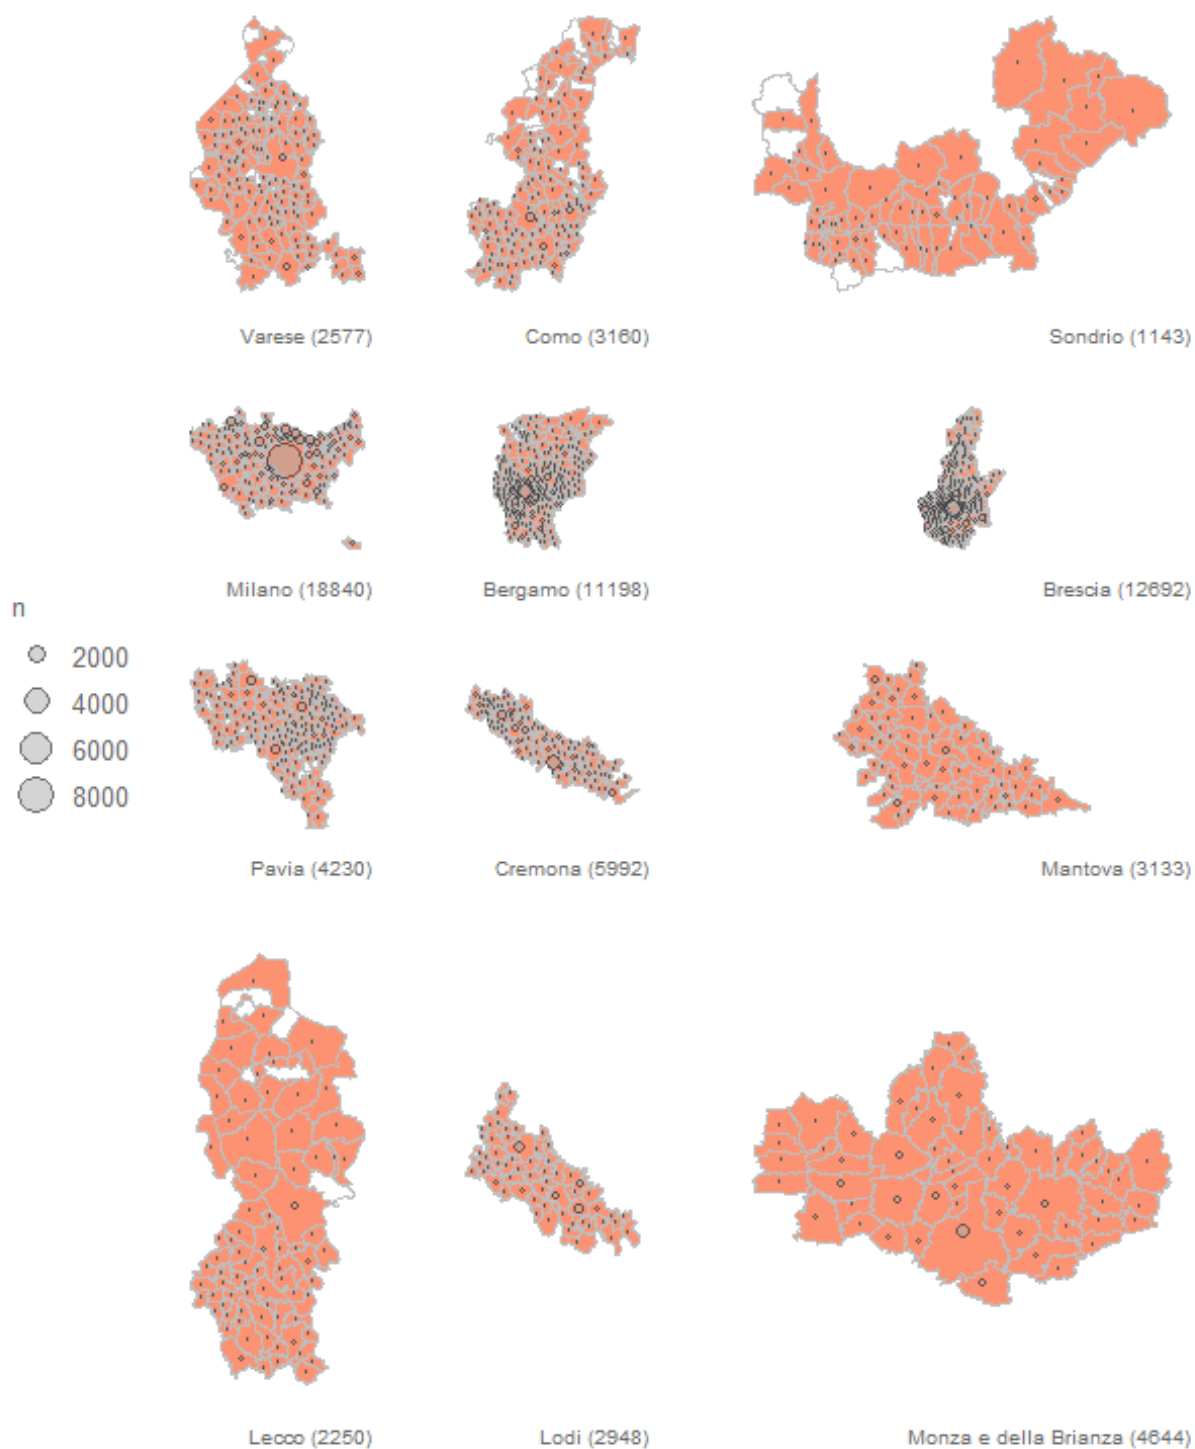 Varese (2577)
Como (3160)
Sondrio (1143)
Milano (18840)
Bergamo (11198)
Brescia (12692)
n
2000
4000
6000
8000
Pavia (4230)
Cremona (5992)
Mantova (3133)
Lecco (2250)
Lodi (2948)
Monza e della Brianza (4644)